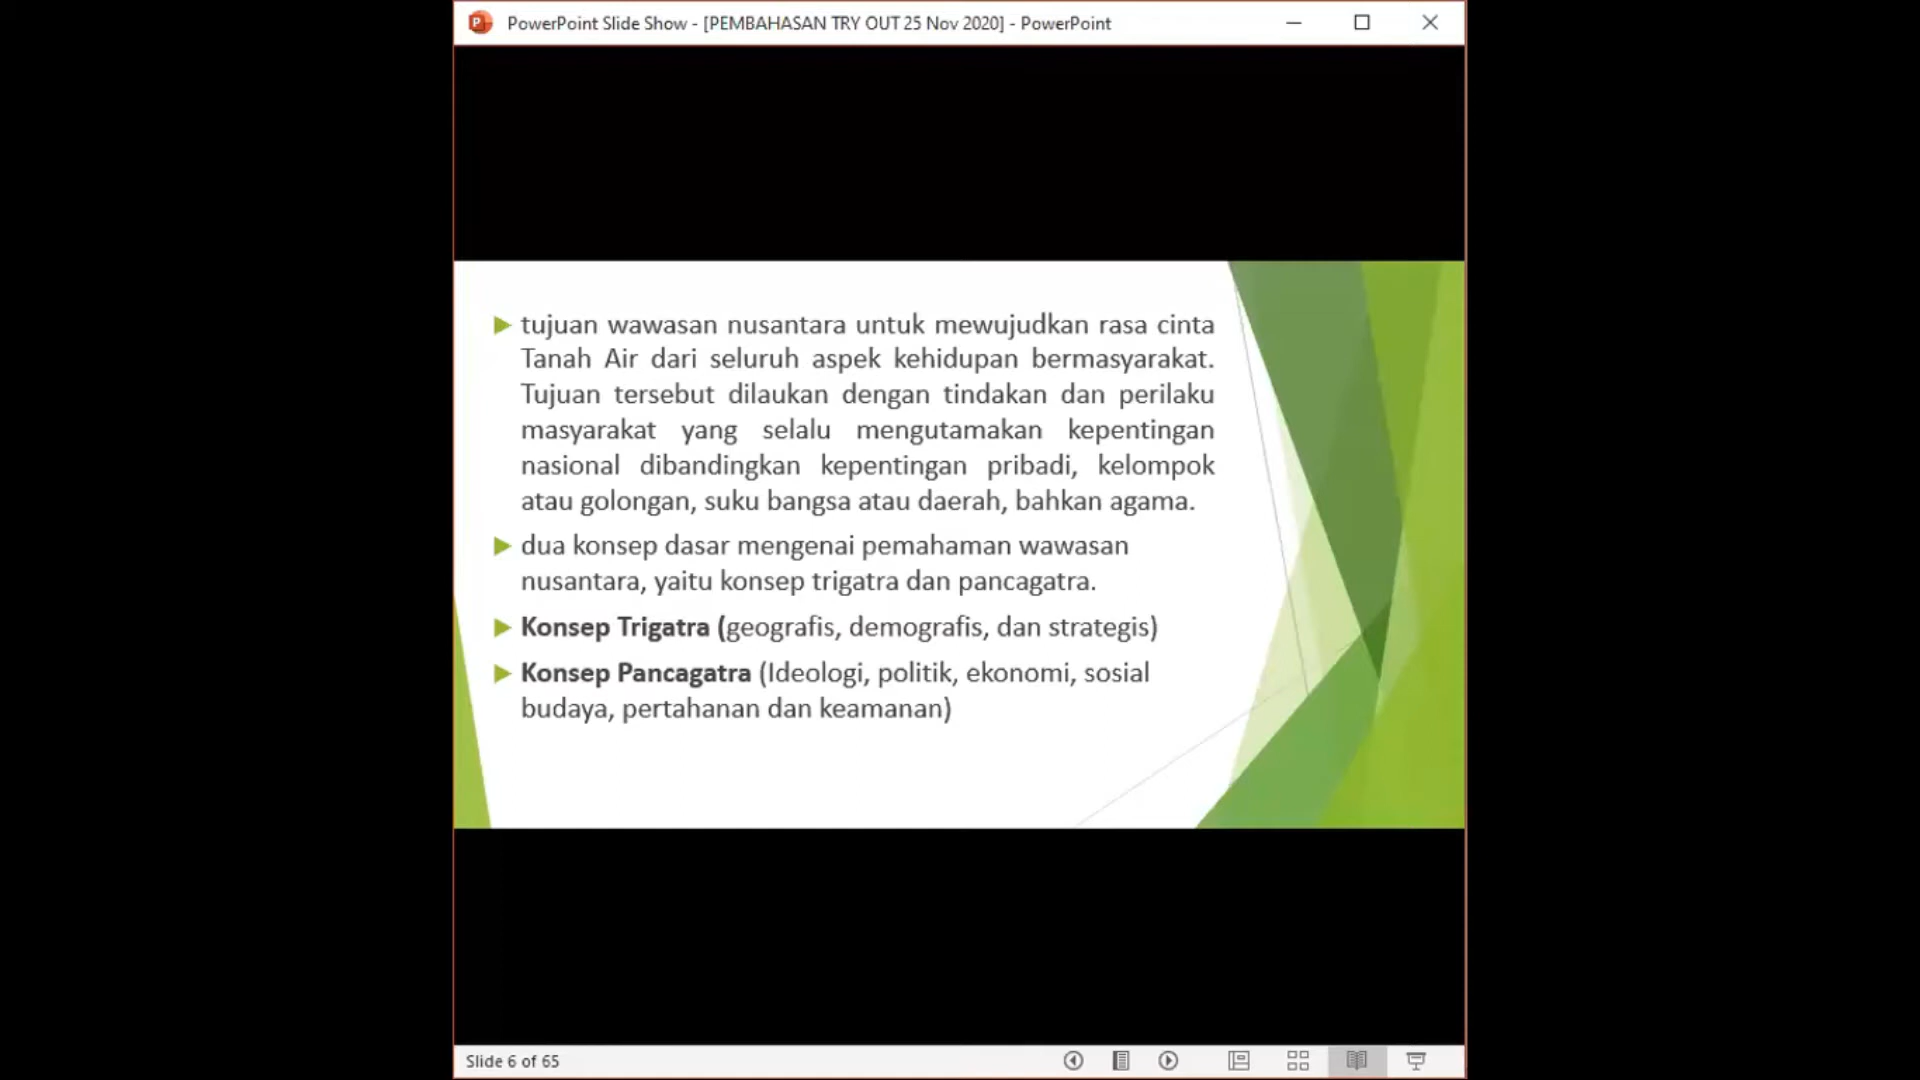 PowerPoint Slide Show - [PEMBAHASAN TRY OUT 25 Nov 2020] - PowerPoint
tujuan wawasan nusantara untuk mewujudkan rasa cinta
Tanah Air dari seluruh aspek kehidupan bermasyarakat.
Tujuan tersebut dilaukan dengan tindakan dan perilaku
masyarakat yang selalu mengutamakan kepentingan
nasional dibandingkan kepentingan pribadi, kelompok
atau golongan, suku bangsa atau daerah, bahkan agama.
dua konsep dasar mengenai pemahaman wawasan
nusantara, yaitu konsep trigatra dan pancagatra.
Konsep Trigatra (geografis, demografis, dan strategis)
Konsep Pancagatra (Ideologi, politik, ekonomi, sosial
budaya, pertahanan dan keamanan)
Slide 6 of 65